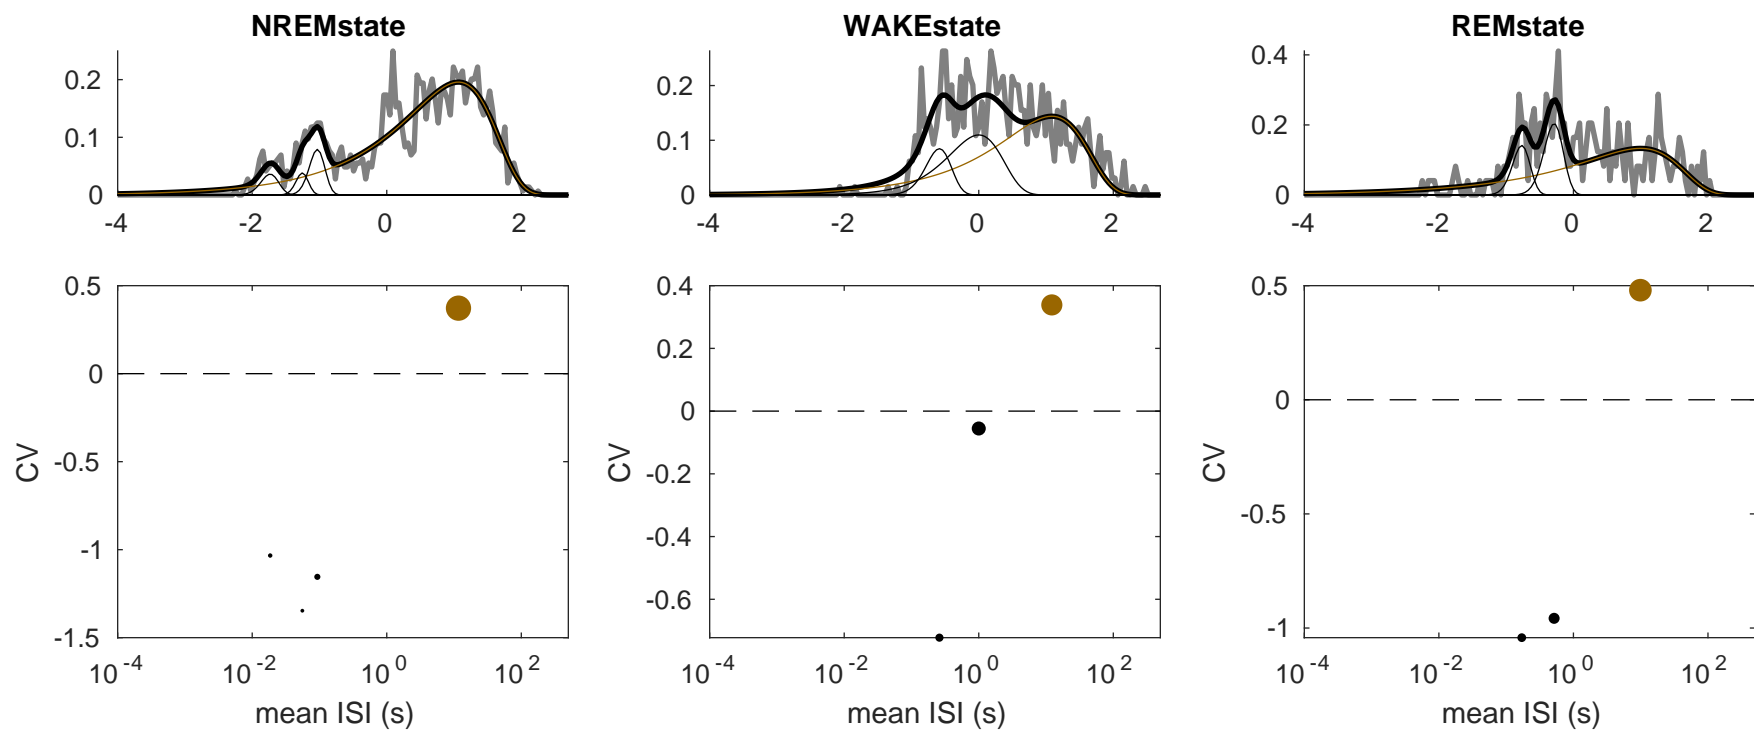 NREMstate WAKEstate REMstate
0.2 0.2 0.4
0.1 0.1 0.2
0 0 0
-4 -2 0 2 -4 -2 0 2 -4 -2 0 2
0.5 0.4 0.5
0 0.2 0
-0.5 0 -0.5
-1 -0.2 -1
-1.5 -0.4
-0.6
CV CV CV
10^-4 10^-2 10^0 10^2 10^-4 10^-2 10^0 10^2 10^-4 10^-2 10^0 10^2
mean ISI (s) mean ISI (s) mean ISI (s)